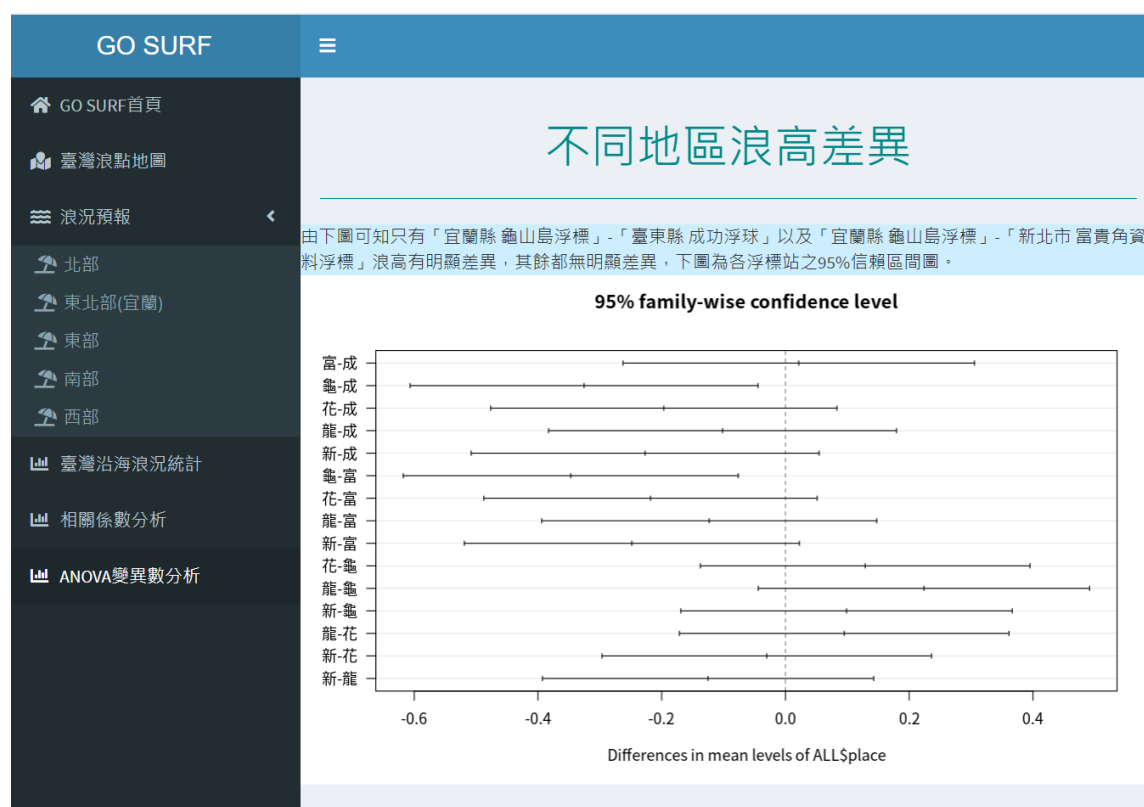 GO SURF
GO SURF首頁
臺灣浪點地圖
浪況預報
北部
東北部(宜蘭)
東部
南部
西部
臺灣沿海浪況統計
相關係數分析
ANOVA變異數分析
不同地區浪高差異
由下圖可知只有「宜蘭縣 龜山島浮標」-「臺東縣 成功浮球」以及「宜蘭縣 龜山島浮標」-「新北市 富貴角資
料浮標」浪高有明顯差異，其餘都無明顯差異，下圖為各浮標站之95%信賴區間圖。
95% family-wise confidence level
富-成
龜-成
花-成
龍-成
新-成
龜-富
花-富
龍-富
新-富
花-龜
龍-龜
新-龜
龍-花
新-花
新-龍
-0.6 -0.4 -0.2 0.0 0.2 0.4
Differences in mean levels of ALL$place